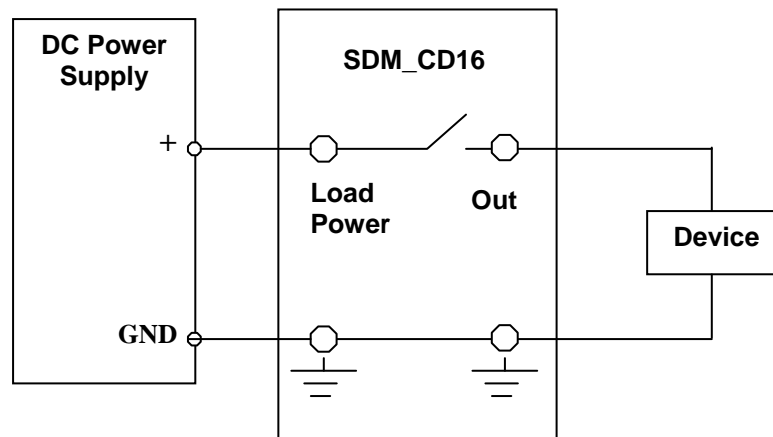 DC Power
Supply
SDM_CD16
+
Load
Power
Out
Device
GND